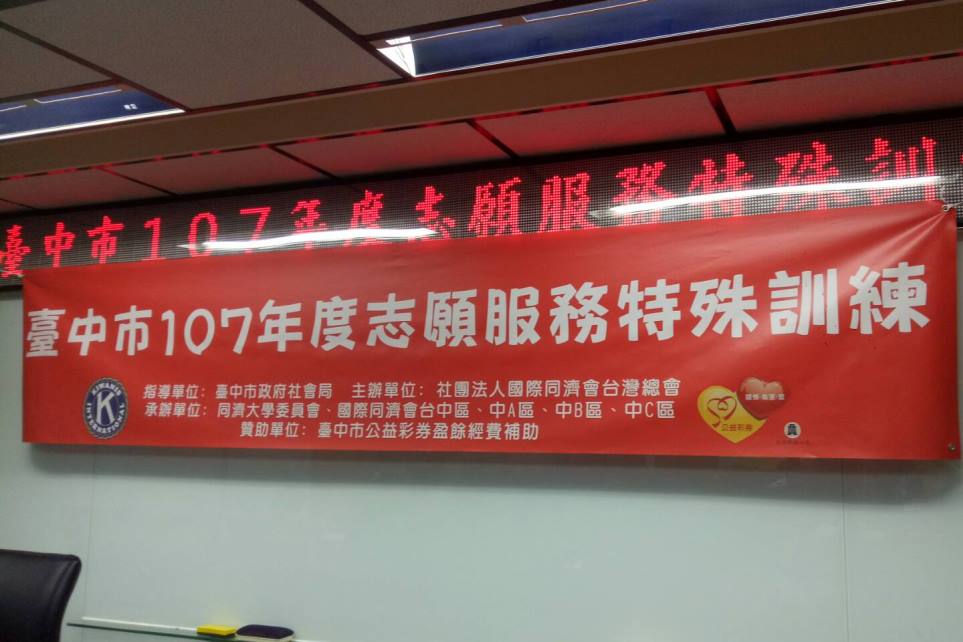 臺中市107年度志願服務特殊訓
臺中市107年度志願服務特殊訓練
指導單位：臺中市政府社會局　主辦單位：社團法人國際同濟會台灣總會
承辦單位：同濟大學委員會、國際同濟會台中區、中A區、中B區、中C區
贊助單位：臺中市公益彩券盈餘經費補助
KIWANIS
INTERNATIONAL
K
公益彩券